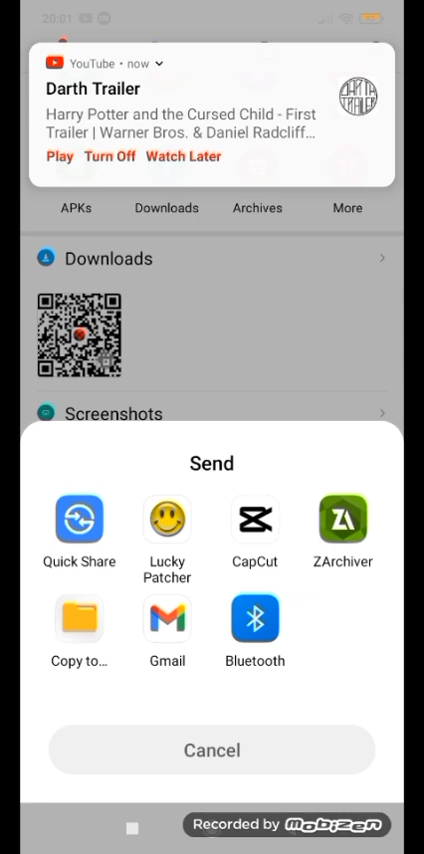 20:01
YouTube • now
Darth Trailer
Harry Potter and the Cursed Child - First
Trailer | Warner Bros. & Daniel Radcliff...
Play Turn Off Watch Later
APKs Downloads Archives More
Downloads
Screenshots
Send
Quick Share Lucky Patcher CapCut ZArchiver
Copy to... Gmail Bluetooth
Cancel
Recorded by mobizen